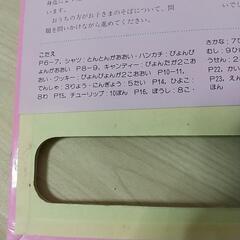 います。
おうちの方がお子さまのそばについて、問
題を問いかけながら進めてください。
こたえ
P6-7、シャツ：とんとんがおおい・ハンカチ：ぴょんぴょ
んがおおい P8-9、キャンディー：ぴょんたが2こおお
い・クッキー：ぴょんぴょんが2こおおい P10-11、
でんしゃ：3りょう・こにんぎょう：5たい P14、ひよこ：
8わ P15、チューリップ：10ぽん P16、ぼうし：8こ・
さかな：7ひ
むし：9ひ
うせん：2
P22、か
い P23、えん